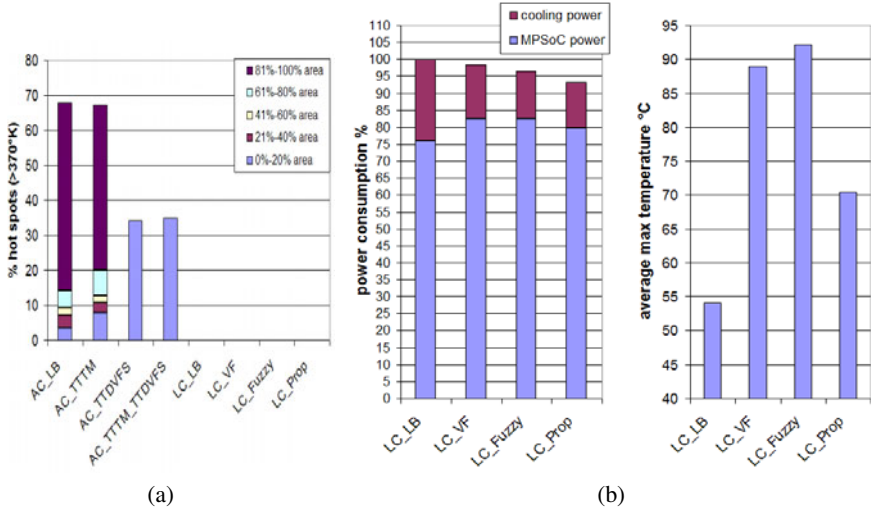 80
70
60
50
40
30
20
10
0
% hot spots (>370°K)
81%-100% area
61%-80% area
41%-60% area
21%-40% area
0%-20% area
AC_LB
AC_TTTM
AC_TTDVFS
AC_TTTM_TTDVFS
LC_LB
LC_VF
LC_Fuzzy
LC_Prop
(a)
cooling power
MPSoC power
110
105
100
95
90
85
80
75
70
65
60
55
50
45
40
35
30
25
20
15
10
5
0
power consumption %
LC_LB
LC_VF
LC_Fuzzy
LC_Prop
95
90
85
80
75
70
65
60
55
50
45
40
average max temperature °C
LC_LB
LC_VF
LC_Fuzzy
LC_Prop
(b)